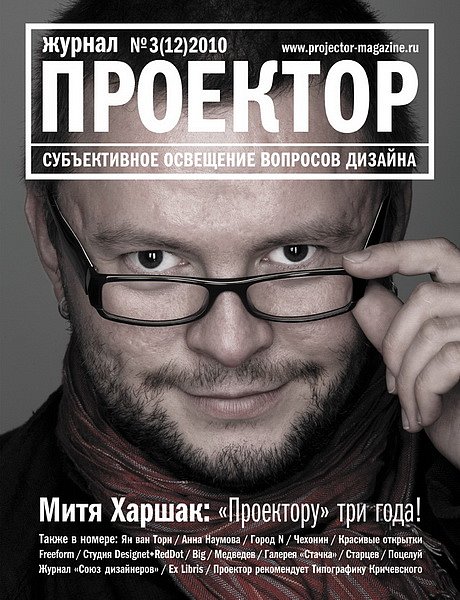 журнал №3(12)2010 www.projector-magazine.ru
ПРОЕКТОР
СУБЪЕКТИВНОЕ ОСВЕЩЕНИЕ ВОПРОСОВ ДИЗАЙНА
Митя Харшак: «Проектору» три года!
Также в номере: Ян ван Торн / Анна Наумова / Город N / Чехонин / Красивые открытки
Freeform / Студия Designet•RedDot / Big / Медведев / Галерея «Стачка» / Старцев / Поцелуй
Журнал «Союз дизайнеров» / Ex Libris / Проектор рекомендует Типографику Кричевского